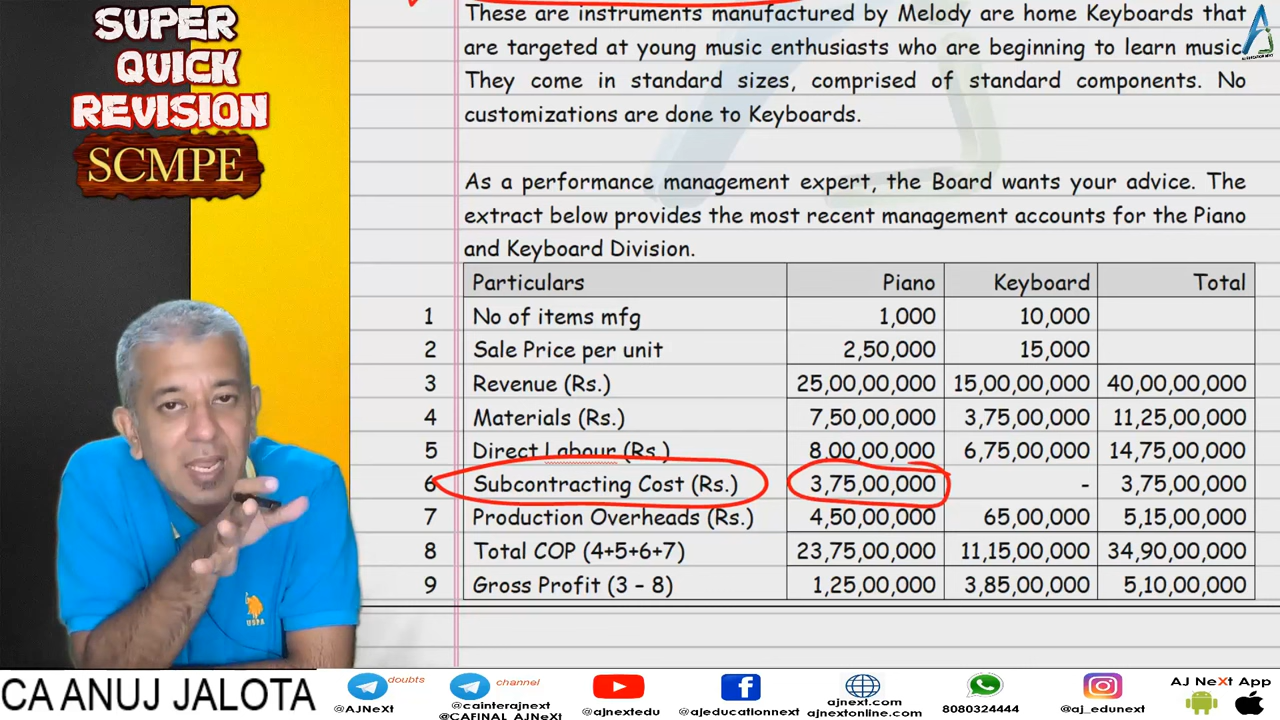 SUPER
QUICK
REVISION
SCMPE
These are instruments manufactured by Melody are home Keyboards that
are targeted at young music enthusiasts who are beginning to learn music
They come in standard sizes, comprised of standard components. No
customizations are done to Keyboards.
As a performance management expert, the Board wants your advice. The
extract below provides the most recent management accounts for the Piano
and Keyboard Division.
Particulars Piano Keyboard Total
1 No of items mfg 1,000 10,000
2 Sale Price per unit 2,50,000 15,000
3 Revenue (Rs.) 25,00,00,000 15,00,00,000 40,00,00,000
4 Materials (Rs.) 7,50,00,000 3,75,00,000 11,25,00,000
5 Direct Labour (Rs.) 8,00,00,000 6,75,00,000 14,75,00,000
6 Subcontracting Cost (Rs.) 3,75,00,000 - 3,75,00,000
7 Production Overheads (Rs.) 4,50,00,000 65,00,000 5,15,00,000
8 Total COP (4+5+6+7) 23,75,00,000 11,15,00,000 34,90,00,000
9 Gross Profit (3 – 8) 1,25,00,000 3,85,00,000 5,10,00,000
USPA
CA ANUJ JALOTA
doubts
@AJNeXt
channel
@cainterajnext
@CAFINAL_AJNeXt
@ajnextedu
@ajeducationnext
ajnext.com
ajnextonline.com
8080324444
@aj_edunext
AJ NeXt App